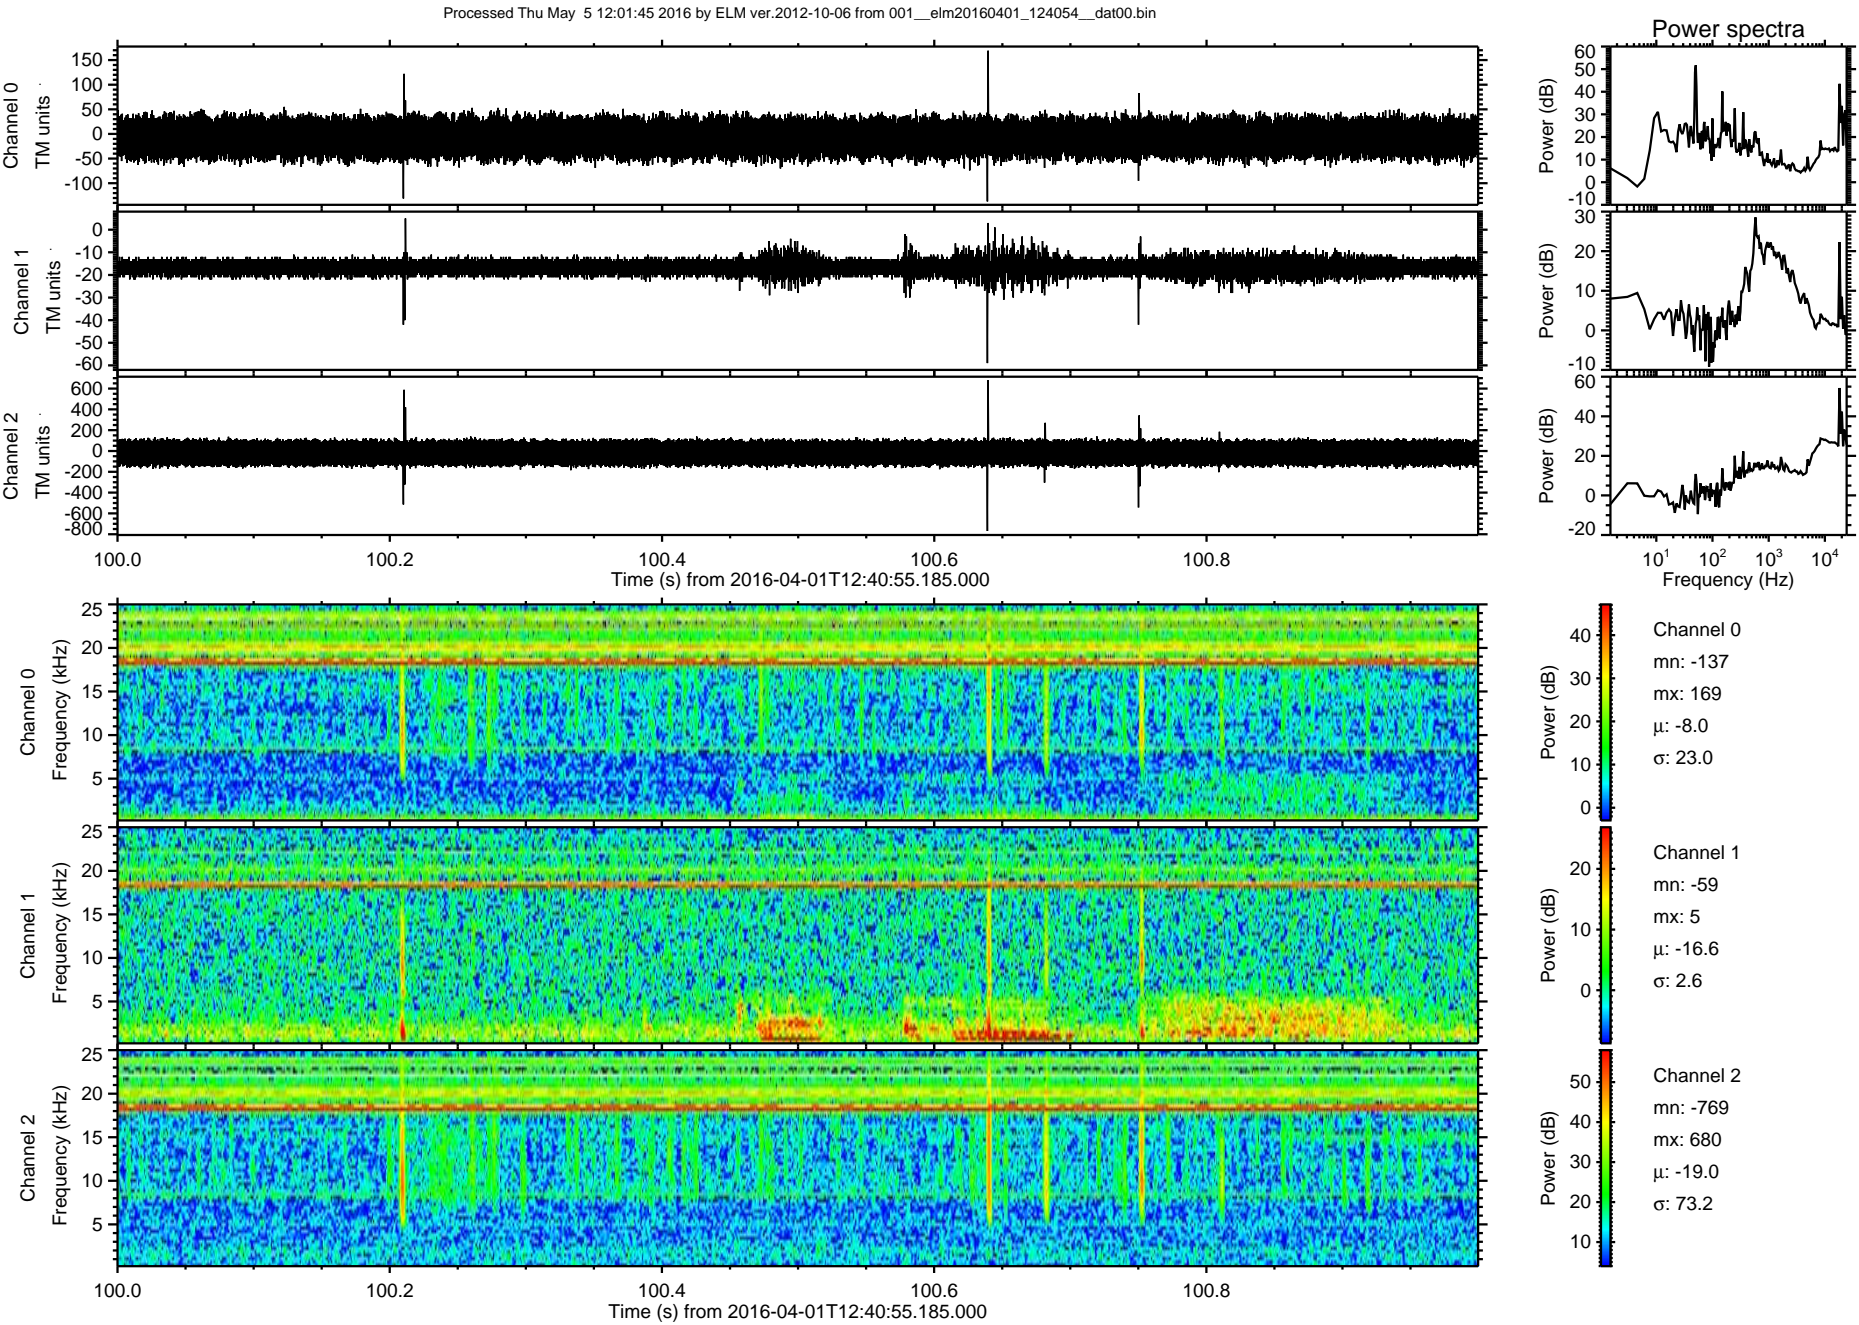 Processed Thu May  5 12:01:45 2016 by ELM ver.2012-10-06 from 001__elm20160401_124054__dat00.bin
Power spectra
Channel 0
TM units
150
100
50
0
-50
-100
Power (dB)
60
50
40
30
20
10
0
-10
Channel 1
TM units
0
-10
-20
-30
-40
-50
-60
Power (dB)
30
20
10
0
-10
Channel 2
TM units
600
400
200
0
-200
-400
-600
-800
Power (dB)
60
40
20
0
-20
100.0 100.2 100.4 100.6 100.8
Time (s) from 2016-04-01T12:40:55.185.000
10¹ 10² 10³ 10⁴
Frequency (Hz)
Channel 0
Frequency (kHz)
25
20
15
10
5
Power (dB)
40
30
20
10
0
Channel 0
mn: -137
mx: 169
μ: -8.0
σ: 23.0
Channel 1
Frequency (kHz)
25
20
15
10
5
Power (dB)
20
10
0
Channel 1
mn: -59
mx: 5
μ: -16.6
σ: 2.6
Channel 2
Frequency (kHz)
25
20
15
10
5
Power (dB)
50
40
30
20
10
Channel 2
mn: -769
mx: 680
μ: -19.0
σ: 73.2
100.0 100.2 100.4 100.6 100.8
Time (s) from 2016-04-01T12:40:55.185.000